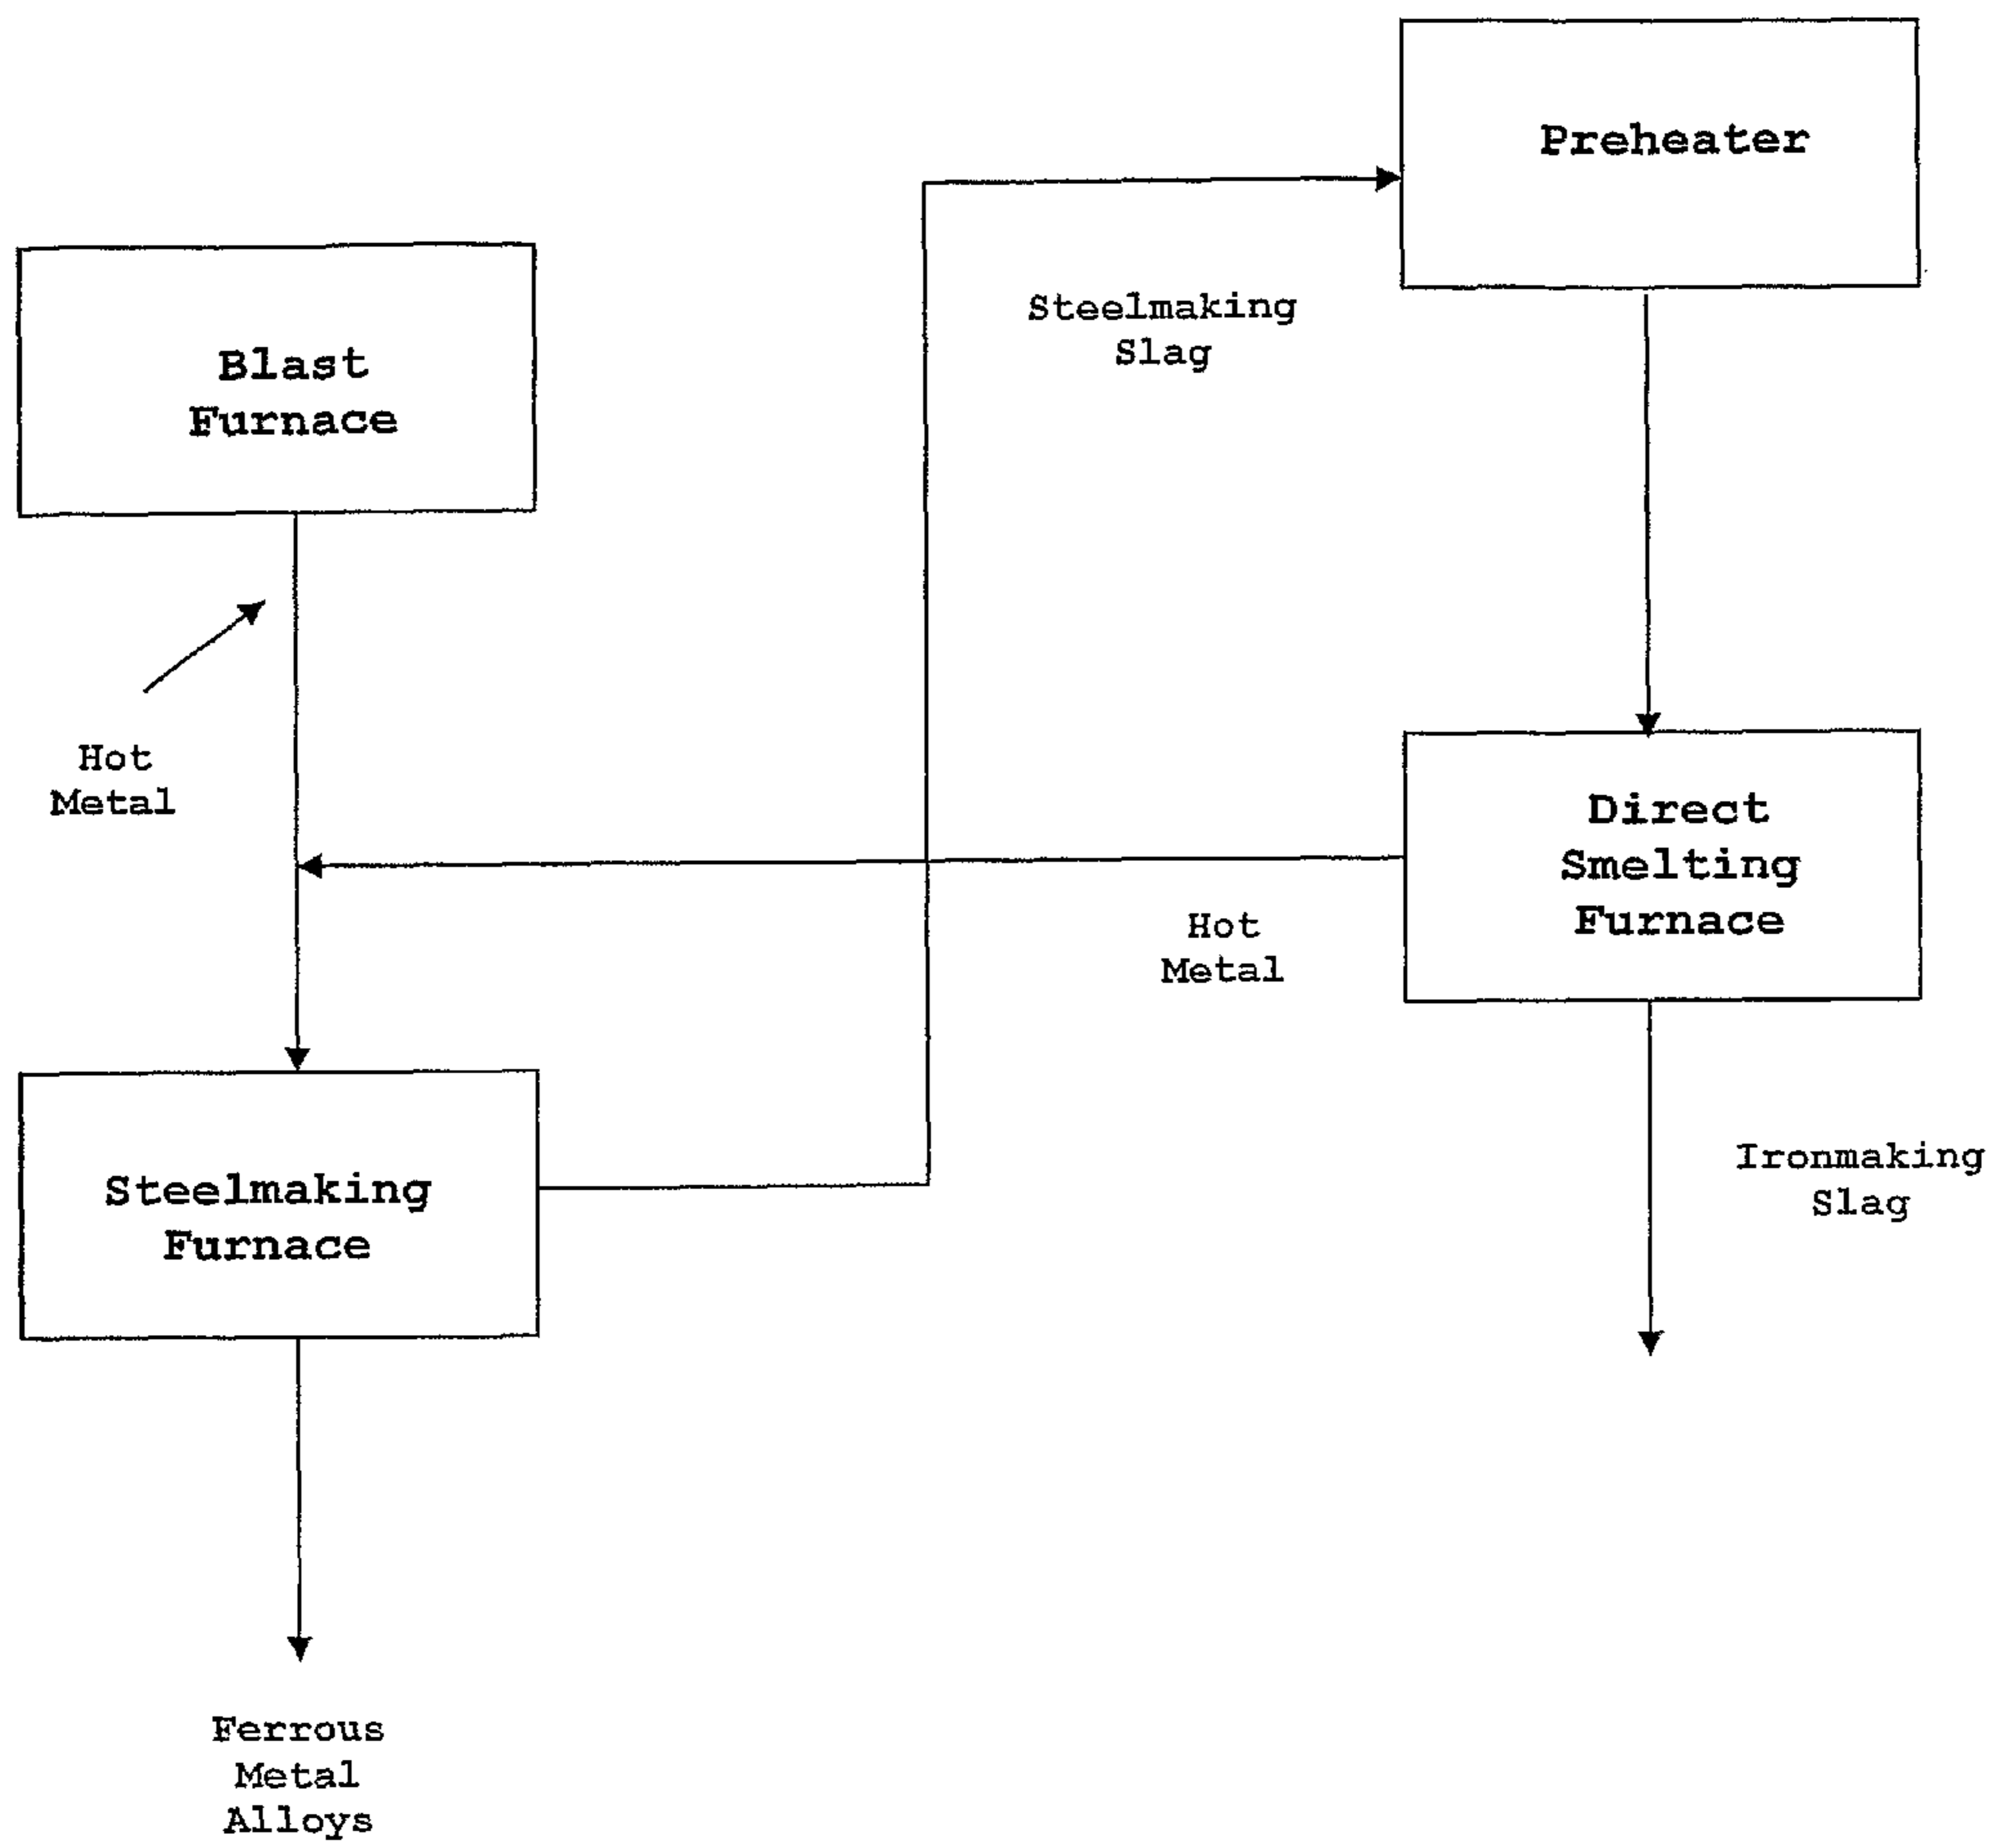 Preheater
Steelmaking
Slag
Blast
Furnace
Hot
Metal
Direct
Smelting
Furnace
Hot
Metal
Ironmaking
Slag
Steelmaking
Furnace
Ferrous
Metal
Alloys